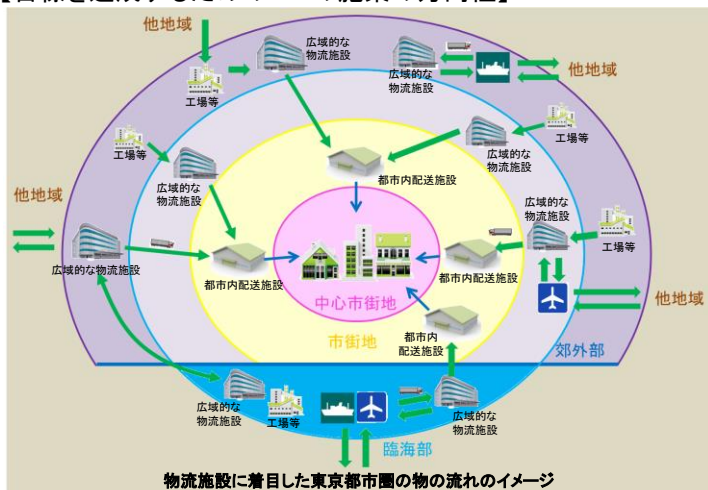 他地域
工場等
広域的な
物流施設
広域的な
物流施設
他地域
工場等
広域的な
物流施設
都市内配送施設
広域的な
物流施設
工場等
他地域
広域的な物流施設
都市内配送施設
中心市街地
都市内配送施設
広域的な
物流施設
工場等
他地域
市街地
都市内
配送施設
郊外部
広域的な
物流施設
工場等
広域的な
物流施設
臨海部
物流施設に着目した東京都市圏の物の流れのイメージ